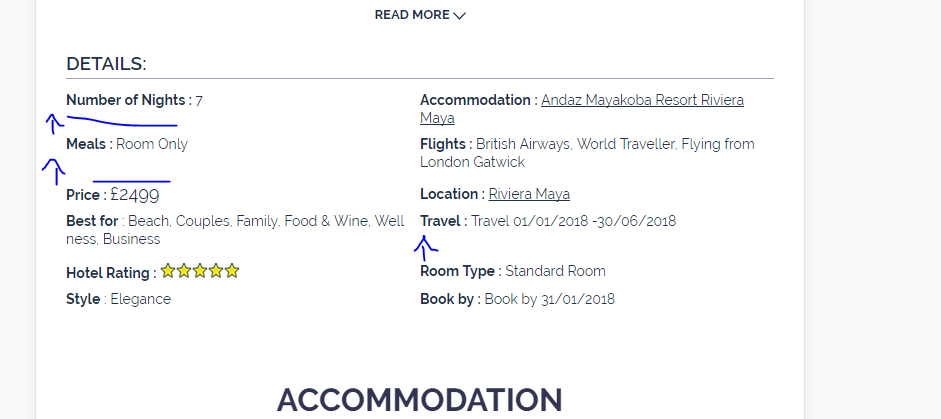 READ MORE
DETAILS:
Number of Nights : 7
Accommodation : Andaz Mayakoba Resort Riviera
Maya
Meals : Room Only
Flights : British Airways, World Traveller, Flying from
London Gatwick
Price : £2499
Location : Riviera Maya
Best for : Beach, Couples, Family, Food & Wine, Well
ness, Business
Travel : Travel 01/01/2018 -30/06/2018
Hotel Rating :
Room Type : Standard Room
Style : Elegance
Book by : Book by 31/01/2018
ACCOMMODATION